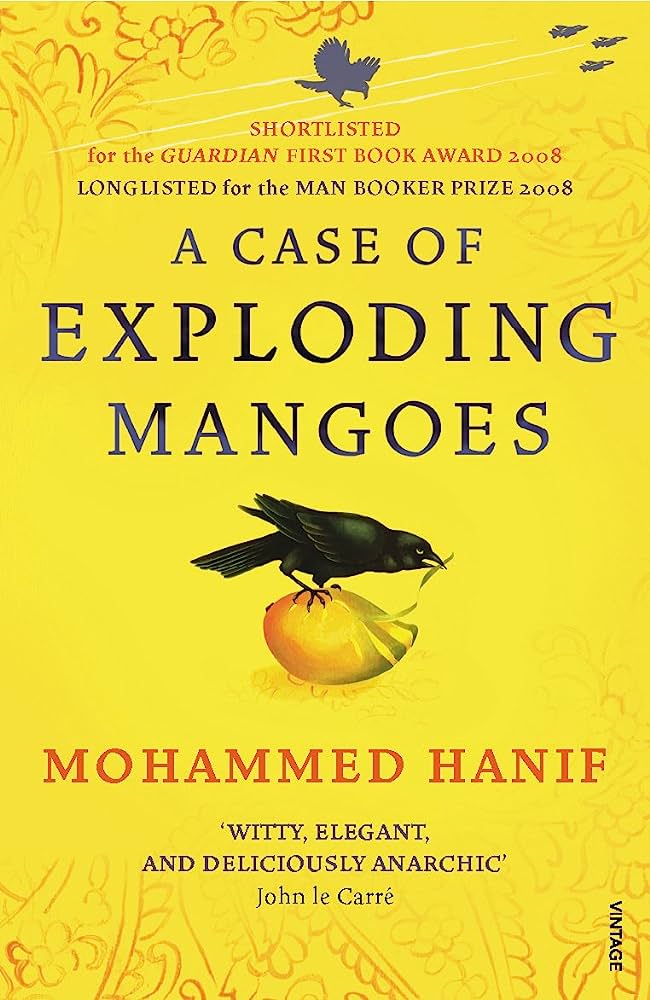 SHORTLISTED
for the GUARDIAN FIRST BOOK AWARD 2008
LONGLISTED for the MAN BOOKER PRIZE 2008
A CASE OF
EXPLODING
MANGOES
MOHAMMED HANIF
‘WITTY, ELEGANT,
AND DELICIOUSLY ANARCHIC’
John le Carré
VINTAGE